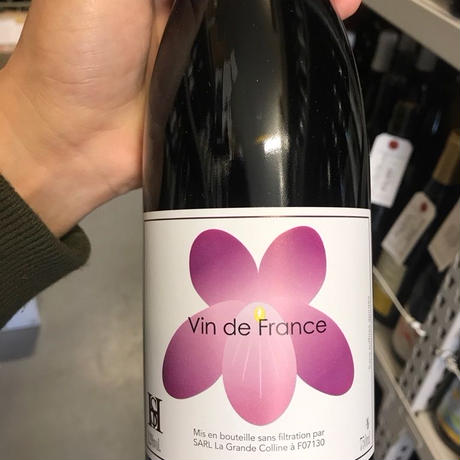 Vin de France
Mis en bouteille sans filtration par
SARL La Grande Colline à F07130